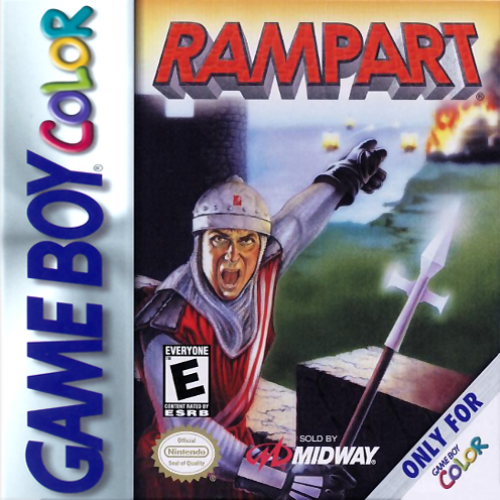 GAME BOY COLOR
RAMPART
EVERYONE
E
CONTENT RATED BY
ESRB
Official
Nintendo
Seal of Quality
SOLD BY
MIDWAY.
ONLY FOR
GAME BOY
COLOR